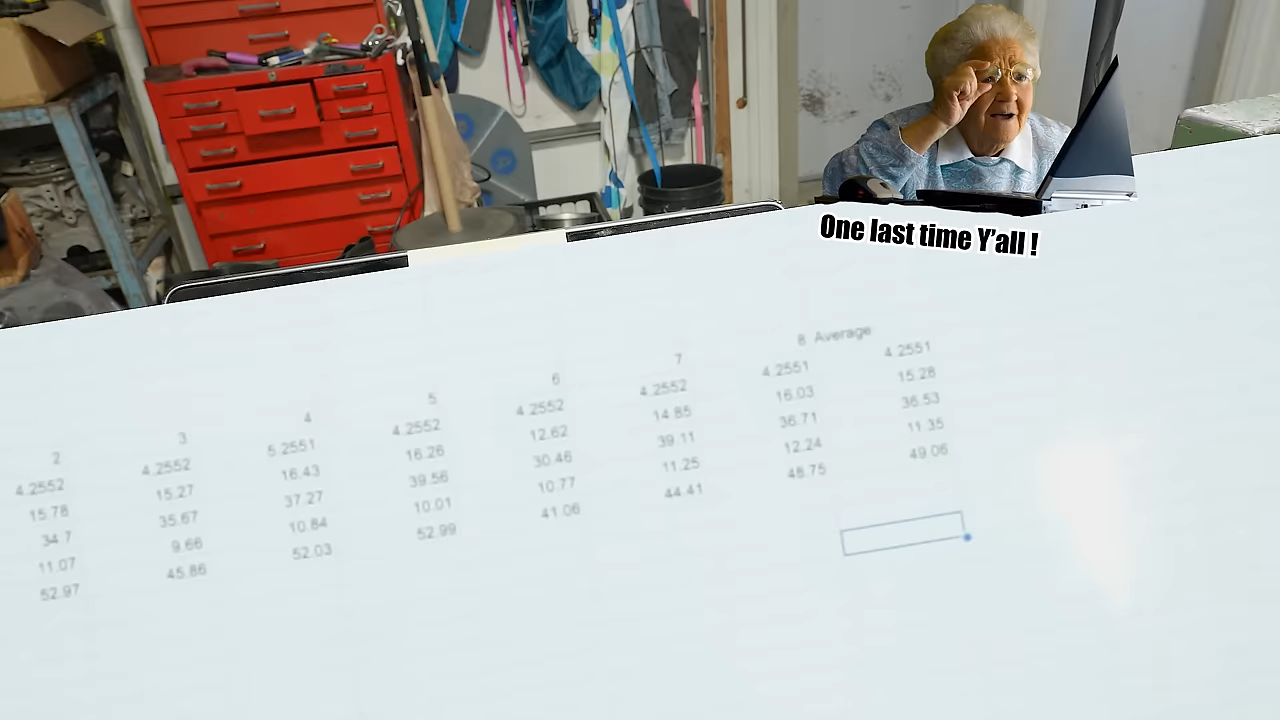 One last time Y'all !
2 3 4 5 6 7 8 Average
4.2552 4.2552 5.2551 4.2552 4.2552 4.2552 4.2551 4.2551
15.78 15.27 16.43 16.26 12.62 14.85 16.03 15.28
34.7 35.67 37.27 39.56 30.46 39.11 36.71 36.53
11.07 9.66 10.84 10.01 10.77 11.25 12.24 11.35
52.97 45.86 52.03 52.99 41.06 44.41 48.75 49.06